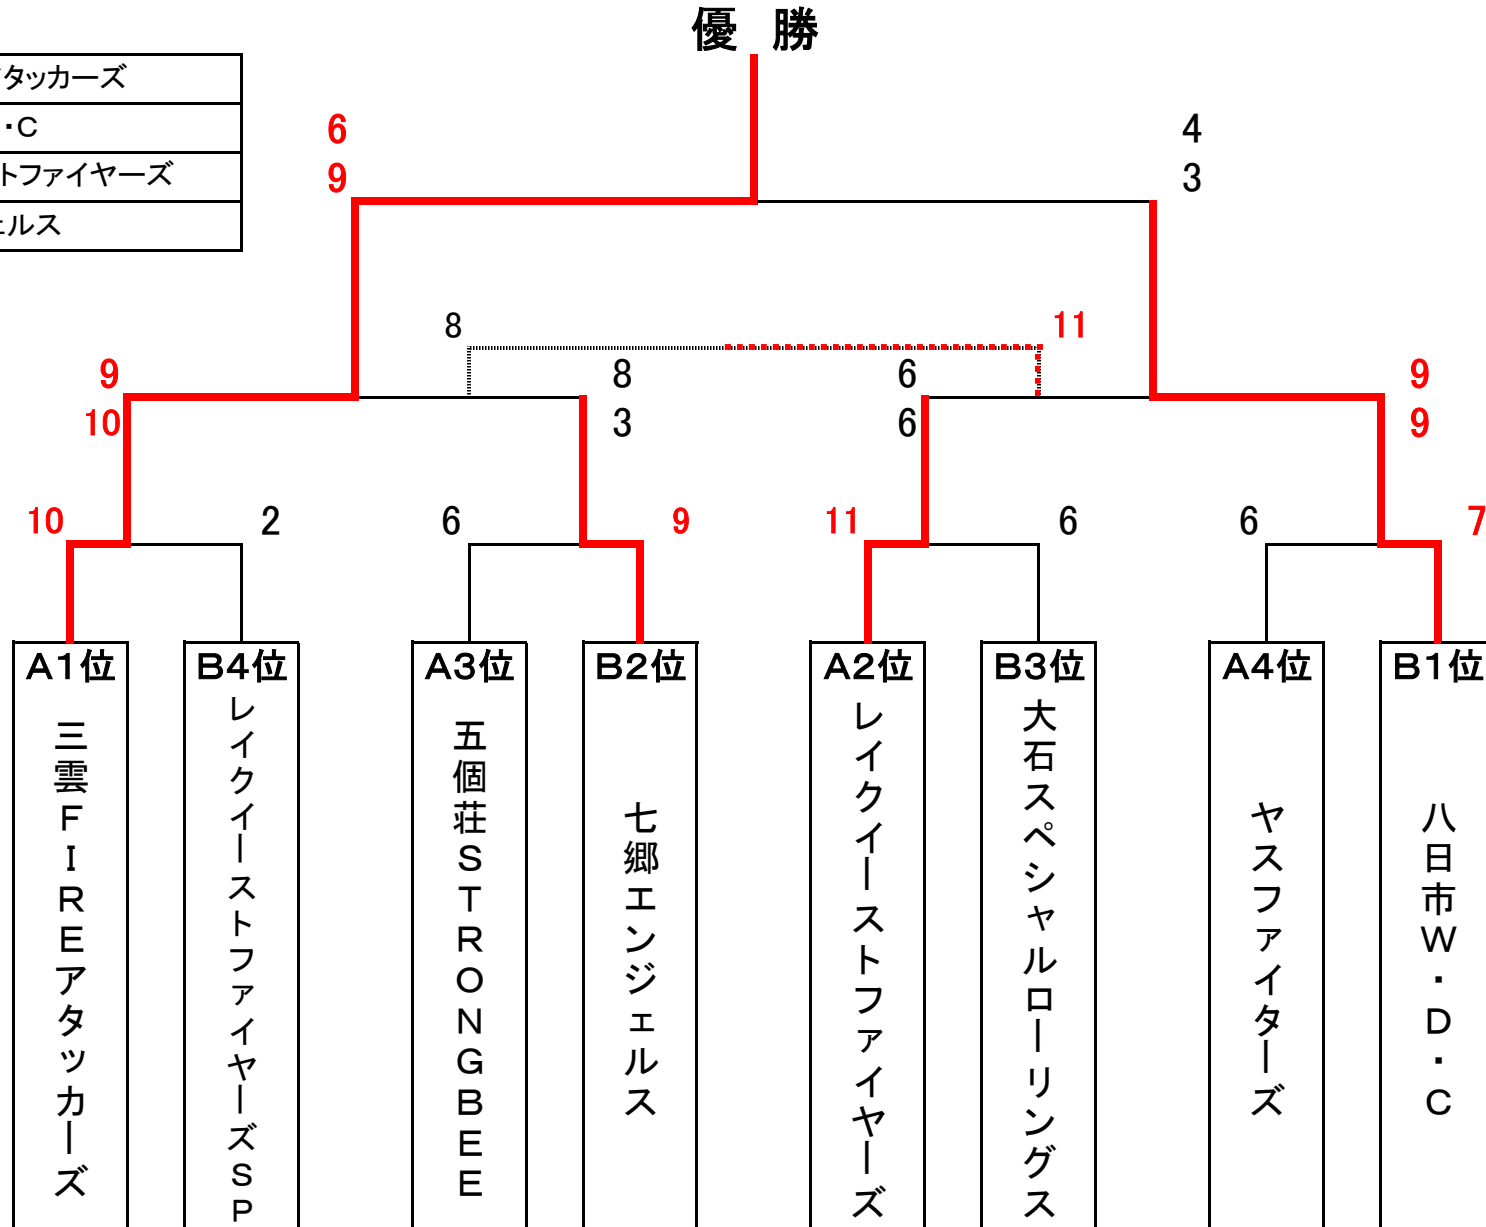 優 勝
タッカーズ
・C
トファイヤーズ
ェルス
6
4
9
3
8
11
9
8
6
9
10
3
6
9
10
2
6
9
11
6
6
7
A1位
B4位
A3位
B2位
A2位
B3位
A4位
B1位
三雲FIREアタッカーズ
レイクイーストファイヤーズSP
五個荘STRONGBEE
七郷エンジェルス
レイクイーストファイヤーズ
大石スペシャルローリングス
ヤスファイターズ
八日市W・D・C